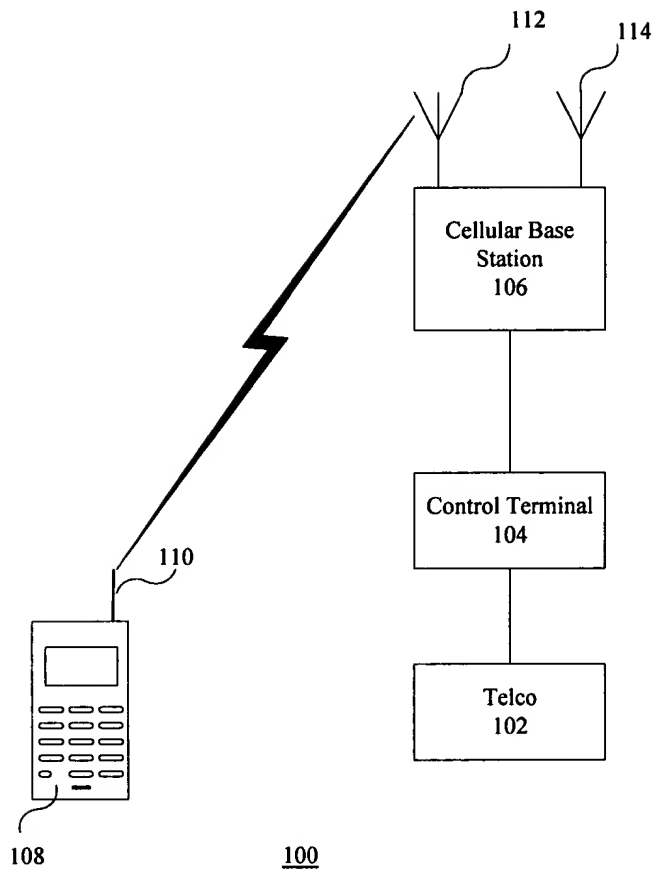 112
114
Cellular Base
Station
106
Control Terminal
104
110
Telco
102
108
100